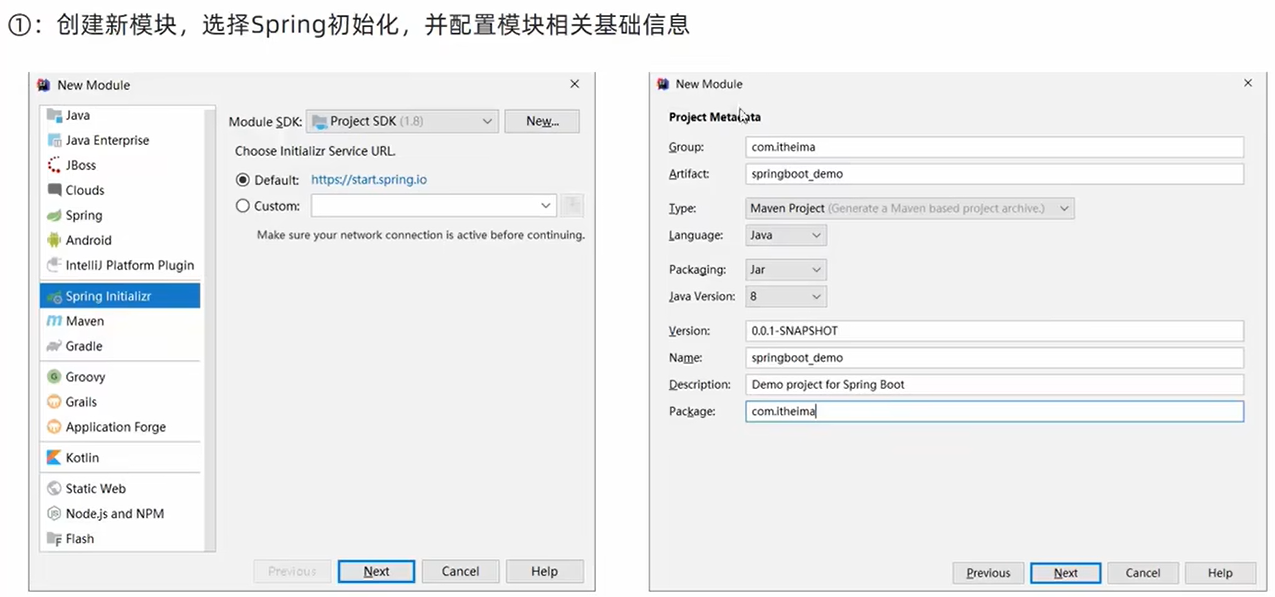 ①：创建新模块，选择Spring初始化，并配置模块相关基础信息
New Module
Java
Java Enterprise
JBoss
Clouds
Spring
Android
IntelliJ Platform Plugin
Spring Initializr
Maven
Gradle
Groovy
Grails
Application Forge
Kotlin
Static Web
Node.js and NPM
Flash
Module SDK: Project SDK (1.8) New...
Choose Initializr Service URL.
Default: https://start.spring.io
Custom:
Make sure your network connection is active before continuing.
Previous Next Cancel Help
New Module
Project Metadata
Group: com.itheima
Artifact: springboot_demo
Type: Maven Project (Generate a Maven based project archive.)
Language: Java
Packaging: Jar
Java Version: 8
Version: 0.0.1-SNAPSHOT
Name: springboot_demo
Description: Demo project for Spring Boot
Package: com.itheima
Previous Next Cancel Help